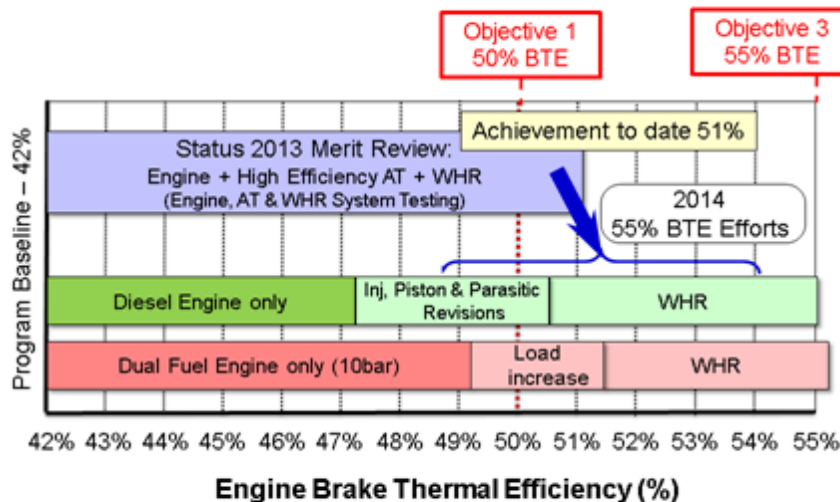 Objective 1
50% BTE
Objective 3
55% BTE
Achievement to date 51%
Status 2013 Merit Review:
Engine + High Efficiency AT + WHR
(Engine, AT & WHR System Testing)
2014
55% BTE Efforts
Program Baseline – 42%
Diesel Engine only
Inj, Piston & Parasitic
Revisions
WHR
Dual Fuel Engine only (10bar)
Load
increase
WHR
42% 43% 44% 45% 46% 47% 48% 49% 50% 51% 52% 53% 54% 55%
Engine Brake Thermal Efficiency (%)